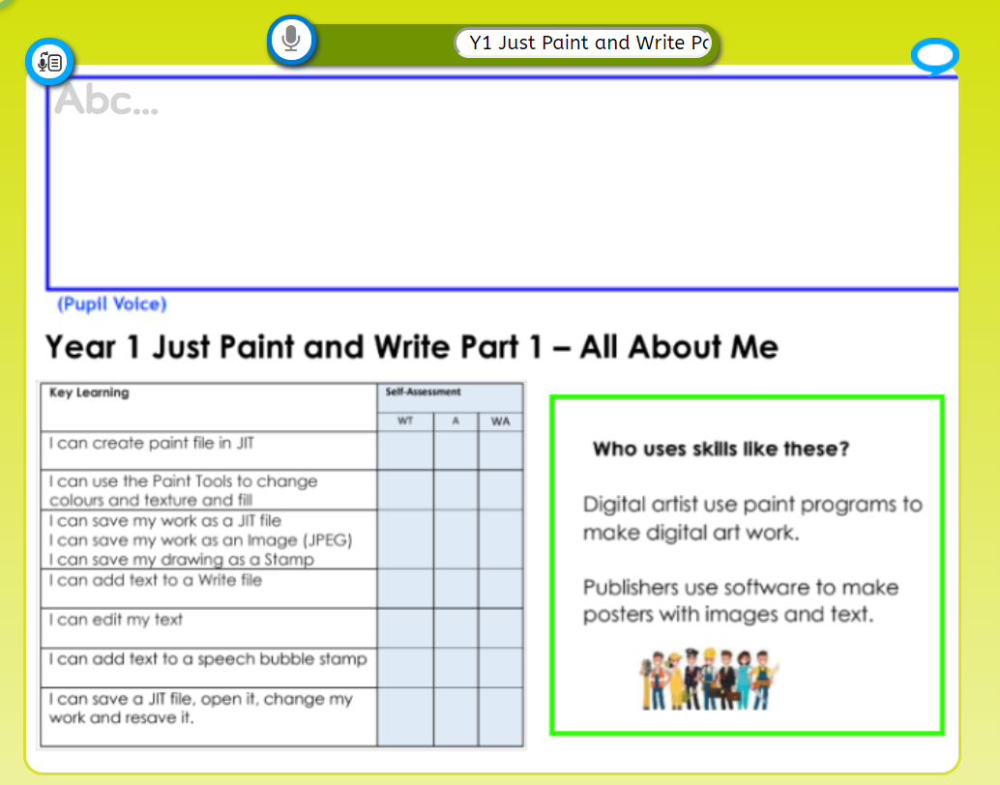 Y1 Just Paint and Write
Abc...
(Pupil Voice)
Year 1 Just Paint and Write Part 1 – All About Me
Key Learning
Self-Assessment
WT A WA
I can create paint file in JIT
I can use the Paint Tools to change
colours and texture and fill
I can save my work as a JIT file
I can save my work as an Image (JPEG)
I can save my drawing as a Stamp
I can add text to a Write file
I can edit my text
I can add text to a speech bubble stamp
I can save a JIT file, open it, change my
work and resave it.
Who uses skills like these?
Digital artist use paint programs to
make digital art work.
Publishers use software to make
posters with images and text.